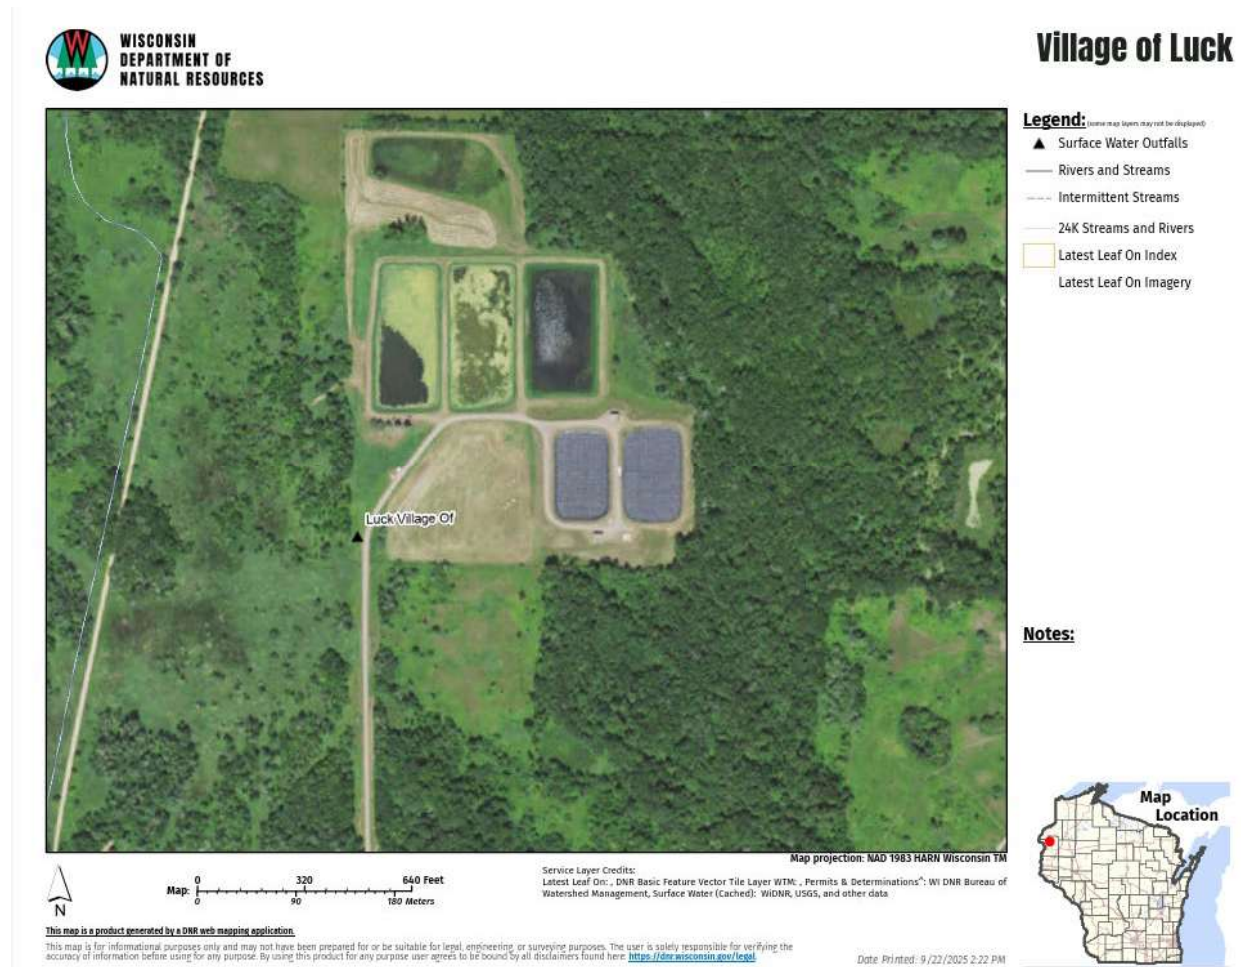 WISCONSIN
DEPARTMENT OF
NATURAL RESOURCES
Village of Luck
Legend: (some map layers may not be displayed)
Surface Water Outfalls
Rivers and Streams
Intermittent Streams
24K Streams and Rivers
Latest Leaf On Index
Latest Leaf On Imagery
Luck Village Of
Notes:
Map
Location
Map projection: NAD 1983 HARN Wisconsin TM
N
Map:
0 320 640 Feet
0 90 180 Meters
Service Layer Credits:
Latest Leaf On: , DNR Basic Feature Vector Tile Layer WTM: , Permits & Determinations^: WI DNR Bureau of
Watershed Management, Surface Water (Cached): WiDNR, USGS, and other data
This map is a product generated by a DNR web mapping application.
This map is for informational purposes only and may not have been prepared for or be suitable for legal, engineering, or surveying purposes. The user is solely responsible for verifying the
accuracy of information before using for any purpose. By using this product for any purpose user agrees to be bound by all disclaimers found here: https://dnr.wisconsin.gov/legal.
Date Printed: 9/22/2025 2:22 PM